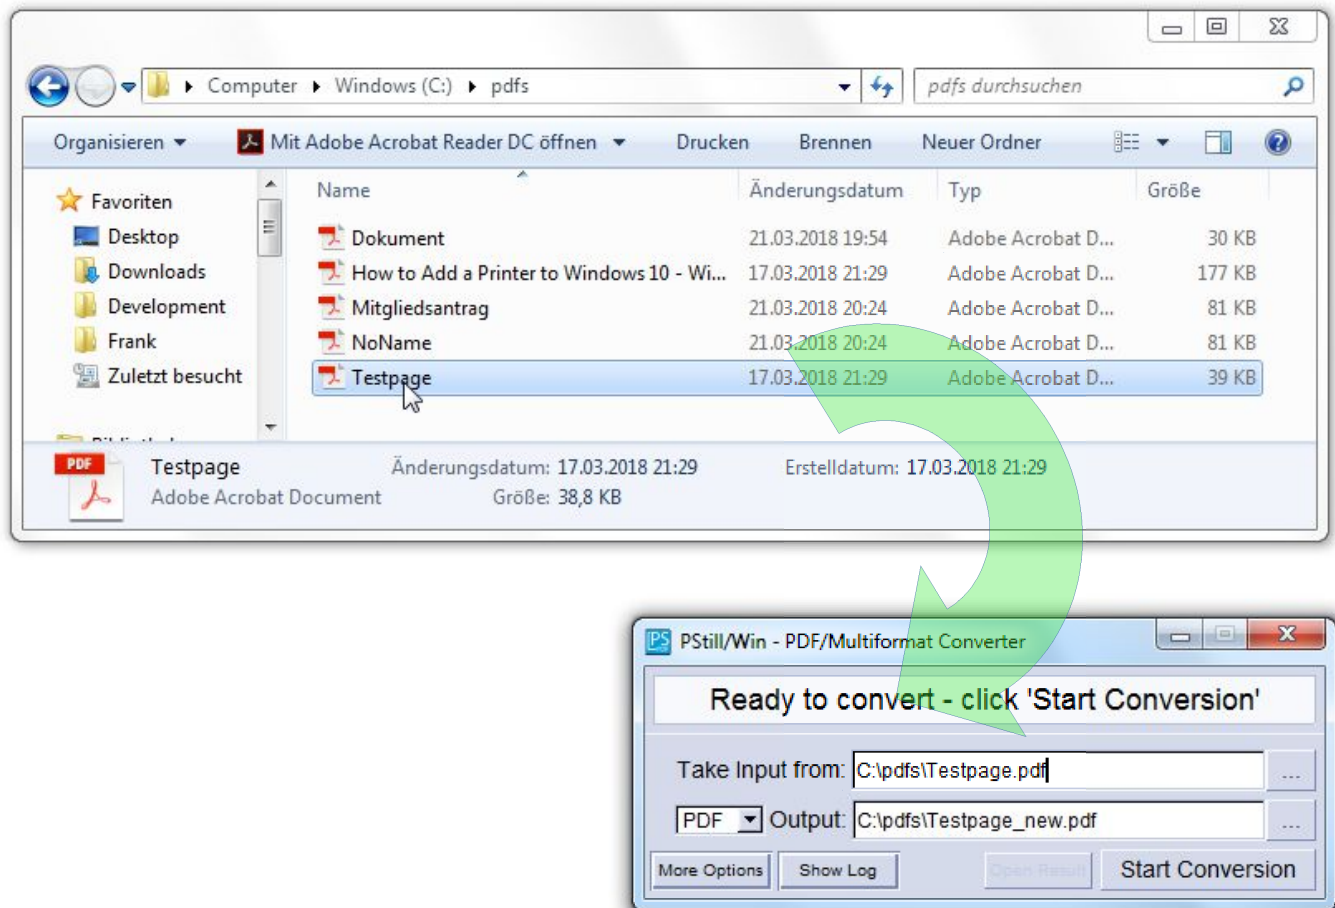 Computer Windows (C:) pdfs
pdfs durchsuchen
Organisieren Mit Adobe Acrobat Reader DC öffnen Drucken Brennen Neuer Ordner
Name Änderungsdatum Typ Größe
Favoriten
Desktop
Downloads
Development
Frank
Zuletzt besucht
Dokument 21.03.2018 19:54 Adobe Acrobat D... 30 KB
How to Add a Printer to Windows 10 - Wi... 17.03.2018 21:29 Adobe Acrobat D... 177 KB
Mitgliedsantrag 21.03.2018 20:24 Adobe Acrobat D... 81 KB
NoName 21.03.2018 20:24 Adobe Acrobat D... 81 KB
Testpage 17.03.2018 21:29 Adobe Acrobat D... 39 KB
PDF
Testpage Änderungsdatum: 17.03.2018 21:29 Erstelldatum: 17.03.2018 21:29
Adobe Acrobat Document Größe: 38,8 KB
PS PStill/Win - PDF/Multiformat Converter
Ready to convert - click 'Start Conversion'
Take Input from: C:\pdfs\Testpage.pdf ...
PDF Output: C:\pdfs\Testpage_new.pdf ...
More Options Show Log Open Result Start Conversion